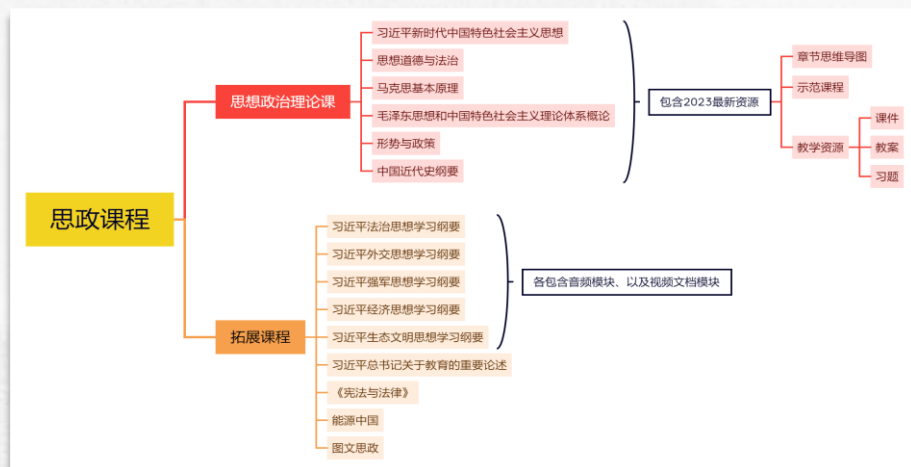 思政课程
思想政治理论课
习近平新时代中国特色社会主义思想
思想道德与法治
马克思基本原理
毛泽东思想和中国特色社会主义理论体系概论
形势与政策
中国近代史纲要
包含2023最新资源
章节思维导图
示范课程
教学资源
课件
教案
习题
拓展课程
习近平法治思想学习纲要
习近平外交思想学习纲要
习近平强军思想学习纲要
习近平经济思想学习纲要
习近平生态文明思想学习纲要
习近平总书记关于教育的重要论述
《宪法与法律》
能源中国
图文思政
各包含音频模块、以及视频文档模块